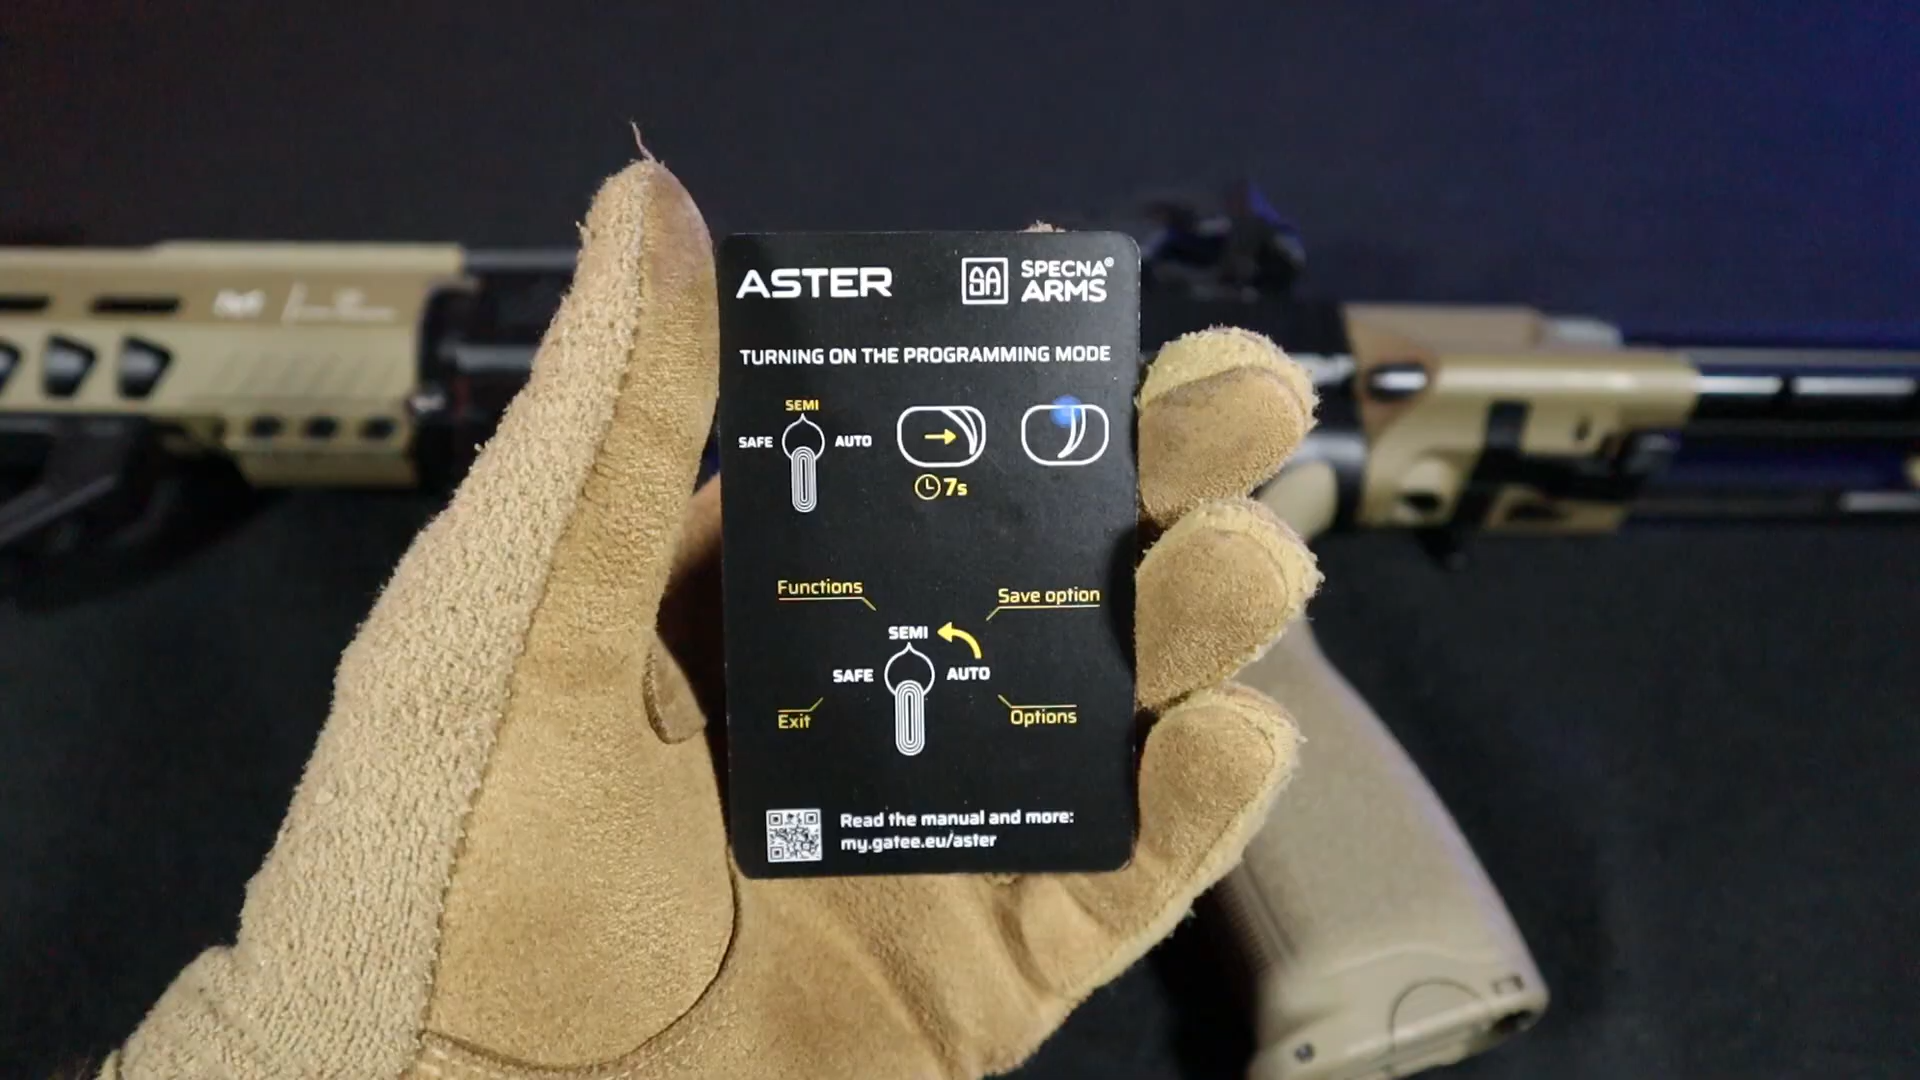 ASTER
SA SPECNA®
ARMS
TURNING ON THE PROGRAMMING MODE
SEMI
SAFE AUTO
7s
Functions
Save option
SEMI
SAFE AUTO
Exit
Options
Read the manual and more:
my.gatee.eu/aster